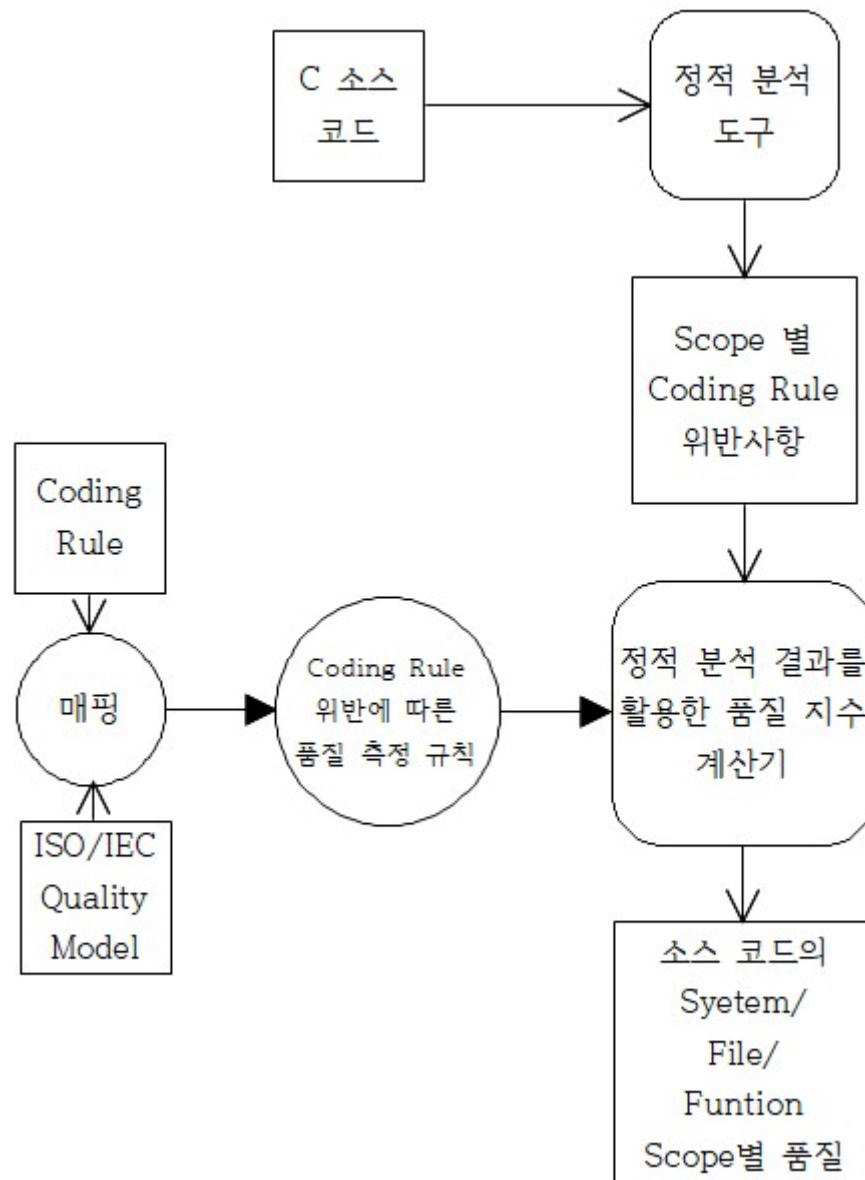 C 소스
코드
정적 분석
도구
Scope 별
Coding Rule
위반사항
Coding
Rule
매핑
ISO/IEC
Quality
Model
Coding Rule
위반에 따른
품질 측정 규칙
정적 분석 결과를
활용한 품질 지수
계산기
소스 코드의
Syetem/
File/
Funtion
Scope별 품질